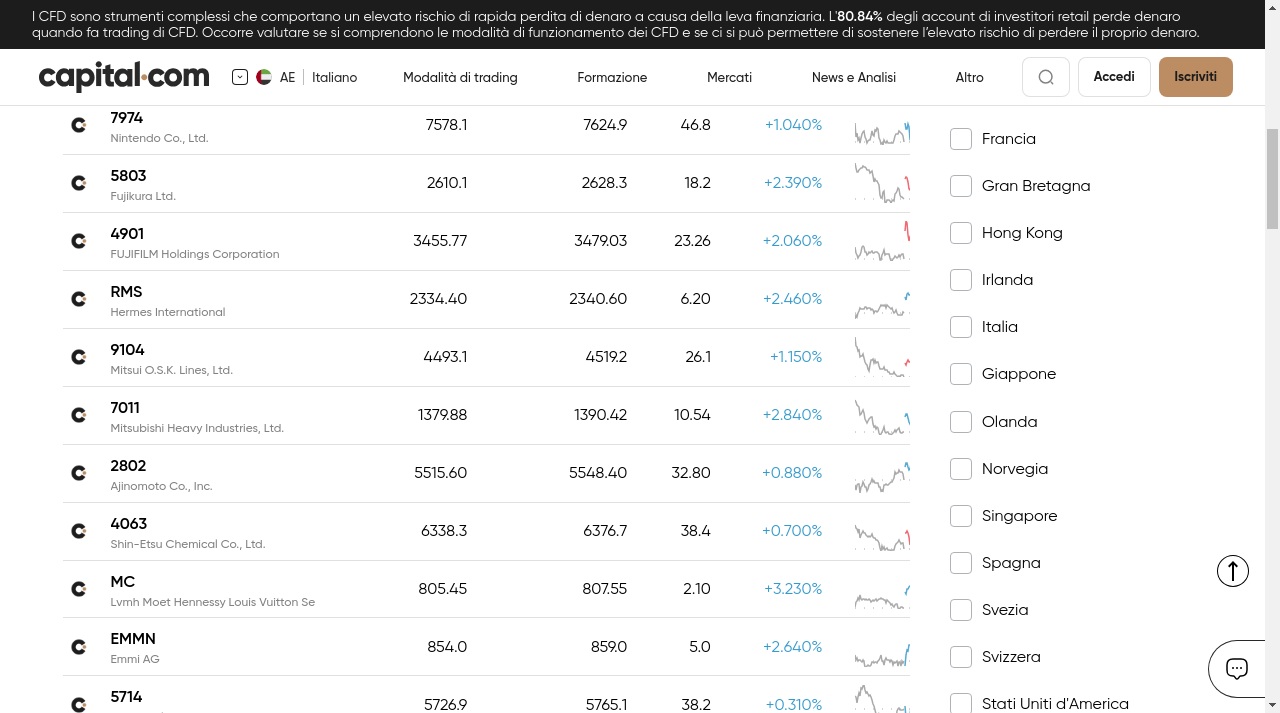 I CFD sono strumenti complessi che comportano un elevato rischio di rapida perdita di denaro a causa della leva finanziaria. L'80.84% degli account di investitori retail perde denaro
quando fa trading di CFD. Occorre valutare se si comprendono le modalità di funzionamento dei CFD e se ci si può permettere di sostenere l’elevato rischio di perdere il proprio denaro.
capital.com AE Italiano Modalità di trading Formazione Mercati News e Analisi Altro Accedi Iscriviti
7974 7578.1 7624.9 46.8 +1.040%
Nintendo Co., Ltd.
5803 2610.1 2628.3 18.2 +2.390%
Fujikura Ltd.
4901 3455.77 3479.03 23.26 +2.060%
FUJIFILM Holdings Corporation
RMS 2334.40 2340.60 6.20 +2.460%
Hermes International
9104 4493.1 4519.2 26.1 +1.150%
Mitsui O.S.K. Lines, Ltd.
7011 1379.88 1390.42 10.54 +2.840%
Mitsubishi Heavy Industries, Ltd.
2802 5515.60 5548.40 32.80 +0.880%
Ajinomoto Co., Inc.
4063 6338.3 6376.7 38.4 +0.700%
Shin-Etsu Chemical Co., Ltd.
MC 805.45 807.55 2.10 +3.230%
Lvmh Moet Hennessy Louis Vuitton Se
EMMN 854.0 859.0 5.0 +2.640%
Emmi AG
5714 5726.9 5765.1 38.2 +0.310%
Francia
Gran Bretagna
Hong Kong
Irlanda
Italia
Giappone
Olanda
Norvegia
Singapore
Spagna
Svezia
Svizzera
Stati Uniti d'America